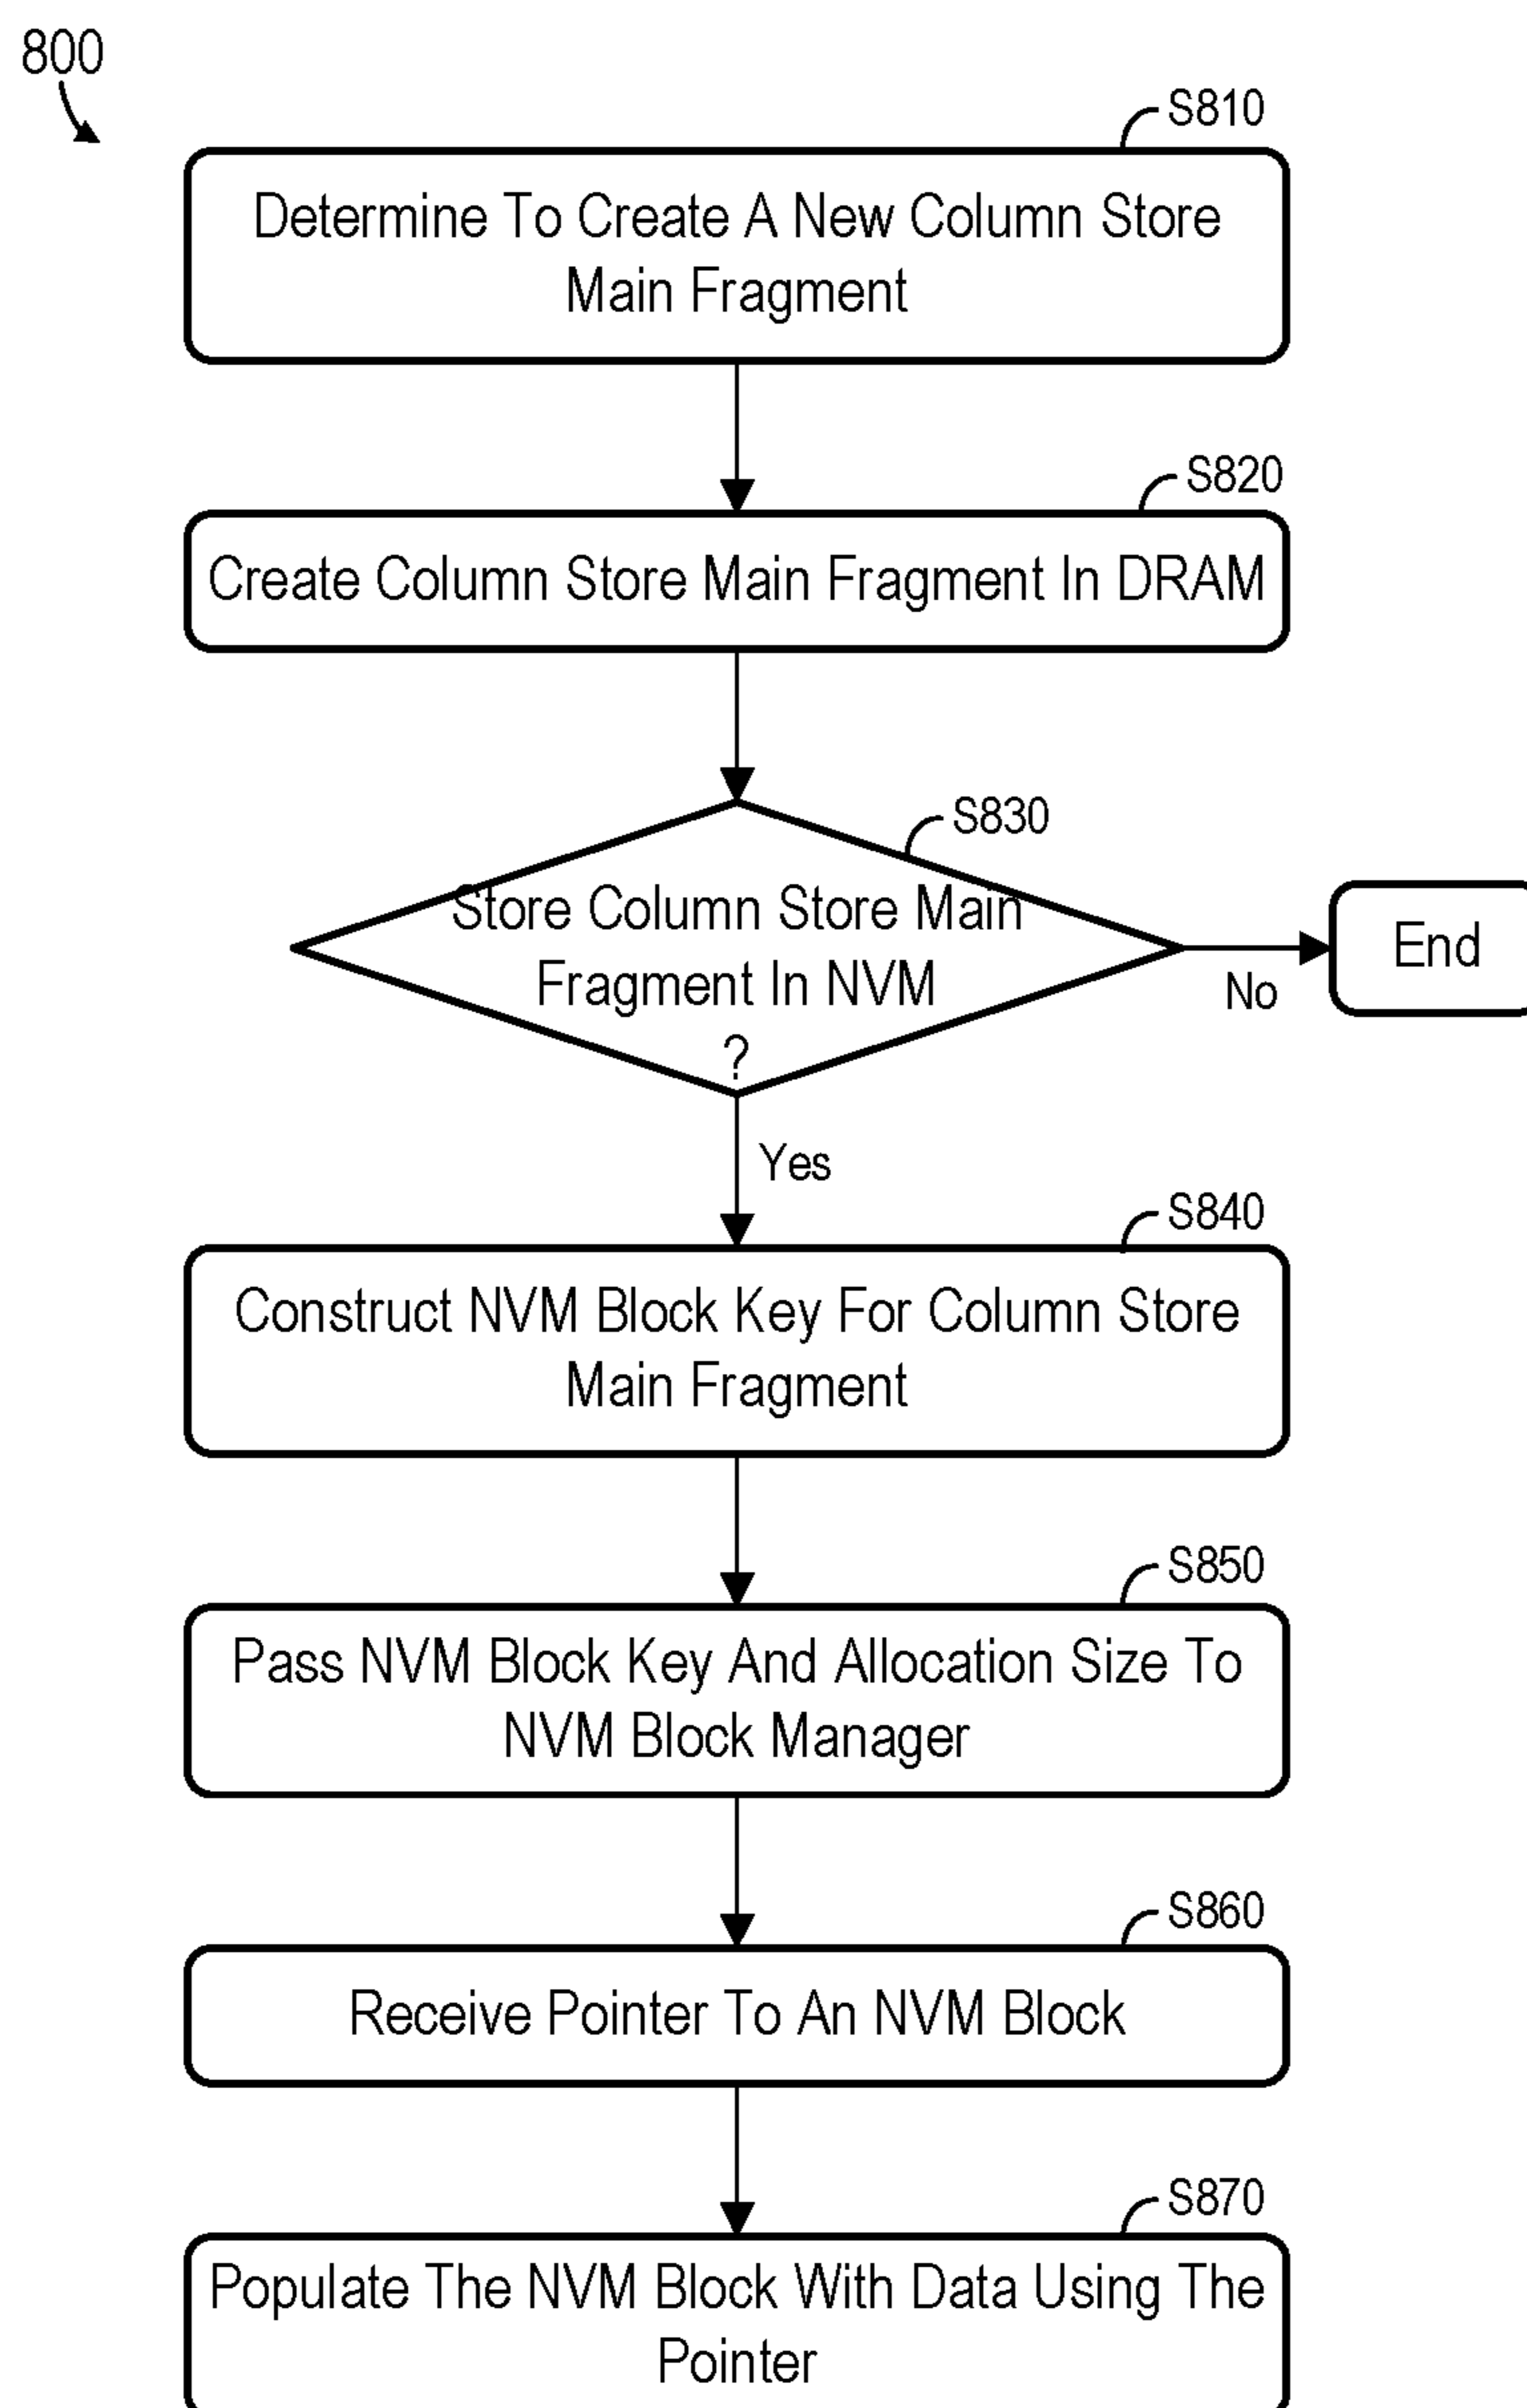 800
S810
Determine To Create A New Column Store
Main Fragment
S820
Create Column Store Main Fragment In DRAM
S830
Store Column Store Main
Fragment In NVM
?
End
No
Yes
S840
Construct NVM Block Key For Column Store
Main Fragment
S850
Pass NVM Block Key And Allocation Size To
NVM Block Manager
S860
Receive Pointer To An NVM Block
S870
Populate The NVM Block With Data Using The
Pointer